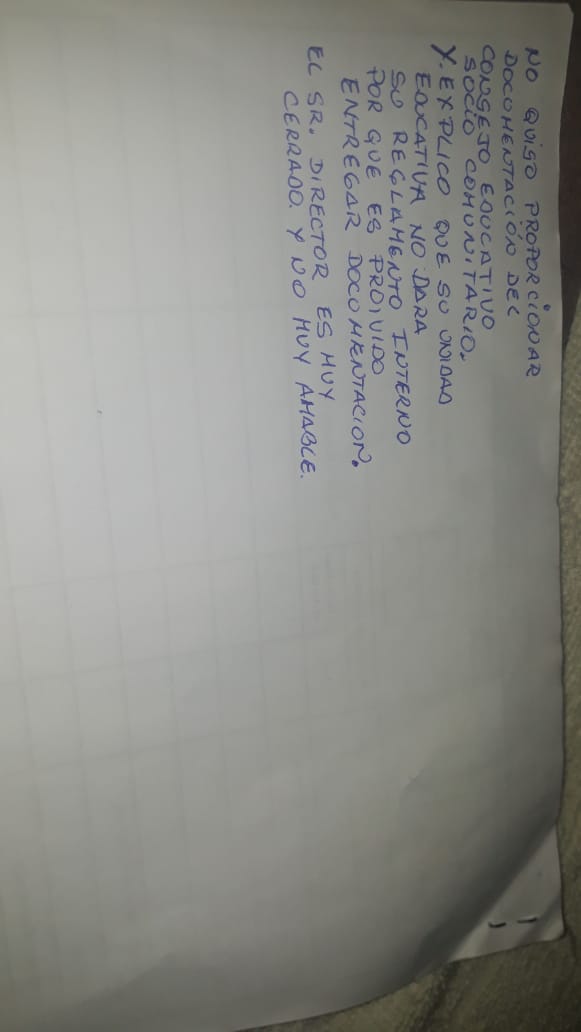 NO QUISO PROPORCIONAR
DOCUMENTACIÓN DEL
CONSEJO EDUCATIVO
SOCIO COMUNITARIO.
Y. EXPLICO QUE SU UNIDAD
EDUCATIVA NO DARA
SU REGLAMENTO INTERNO
POR QUE ES PROIVIDO
ENTREGAR DOCUMENTACION.
EL SR. DIRECTOR ES MUY
CERRADO Y NO MUY AMABLE.